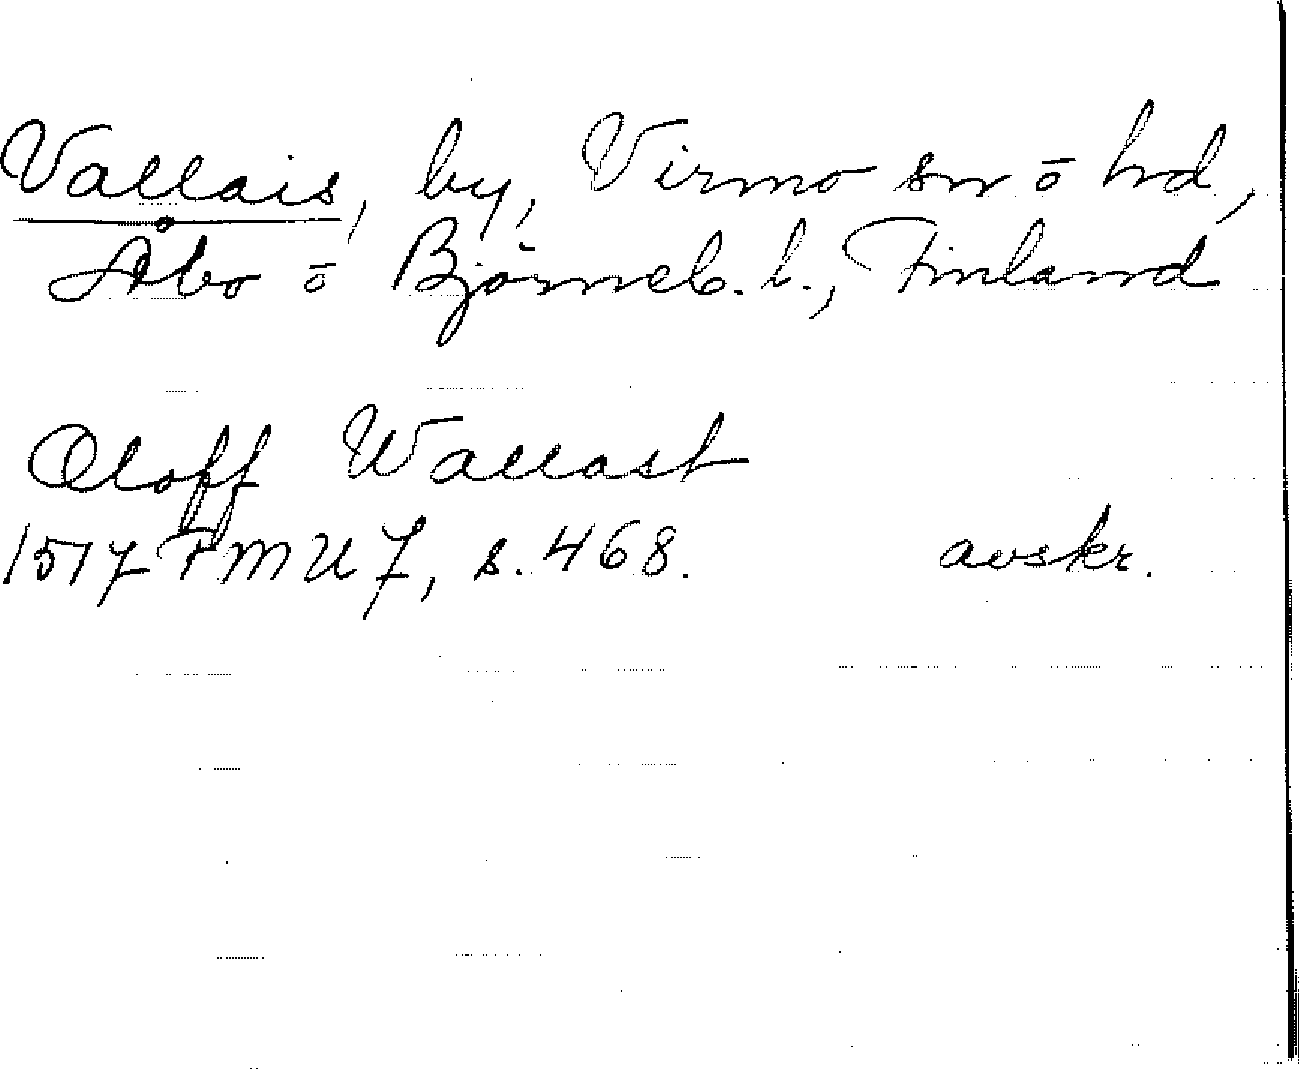 Vallais, by, Virmo sn ō hd,
Åbo ō Björneb. l., Finland
Oloff Wallast
1517 FMU 7, s. 468. avskr.